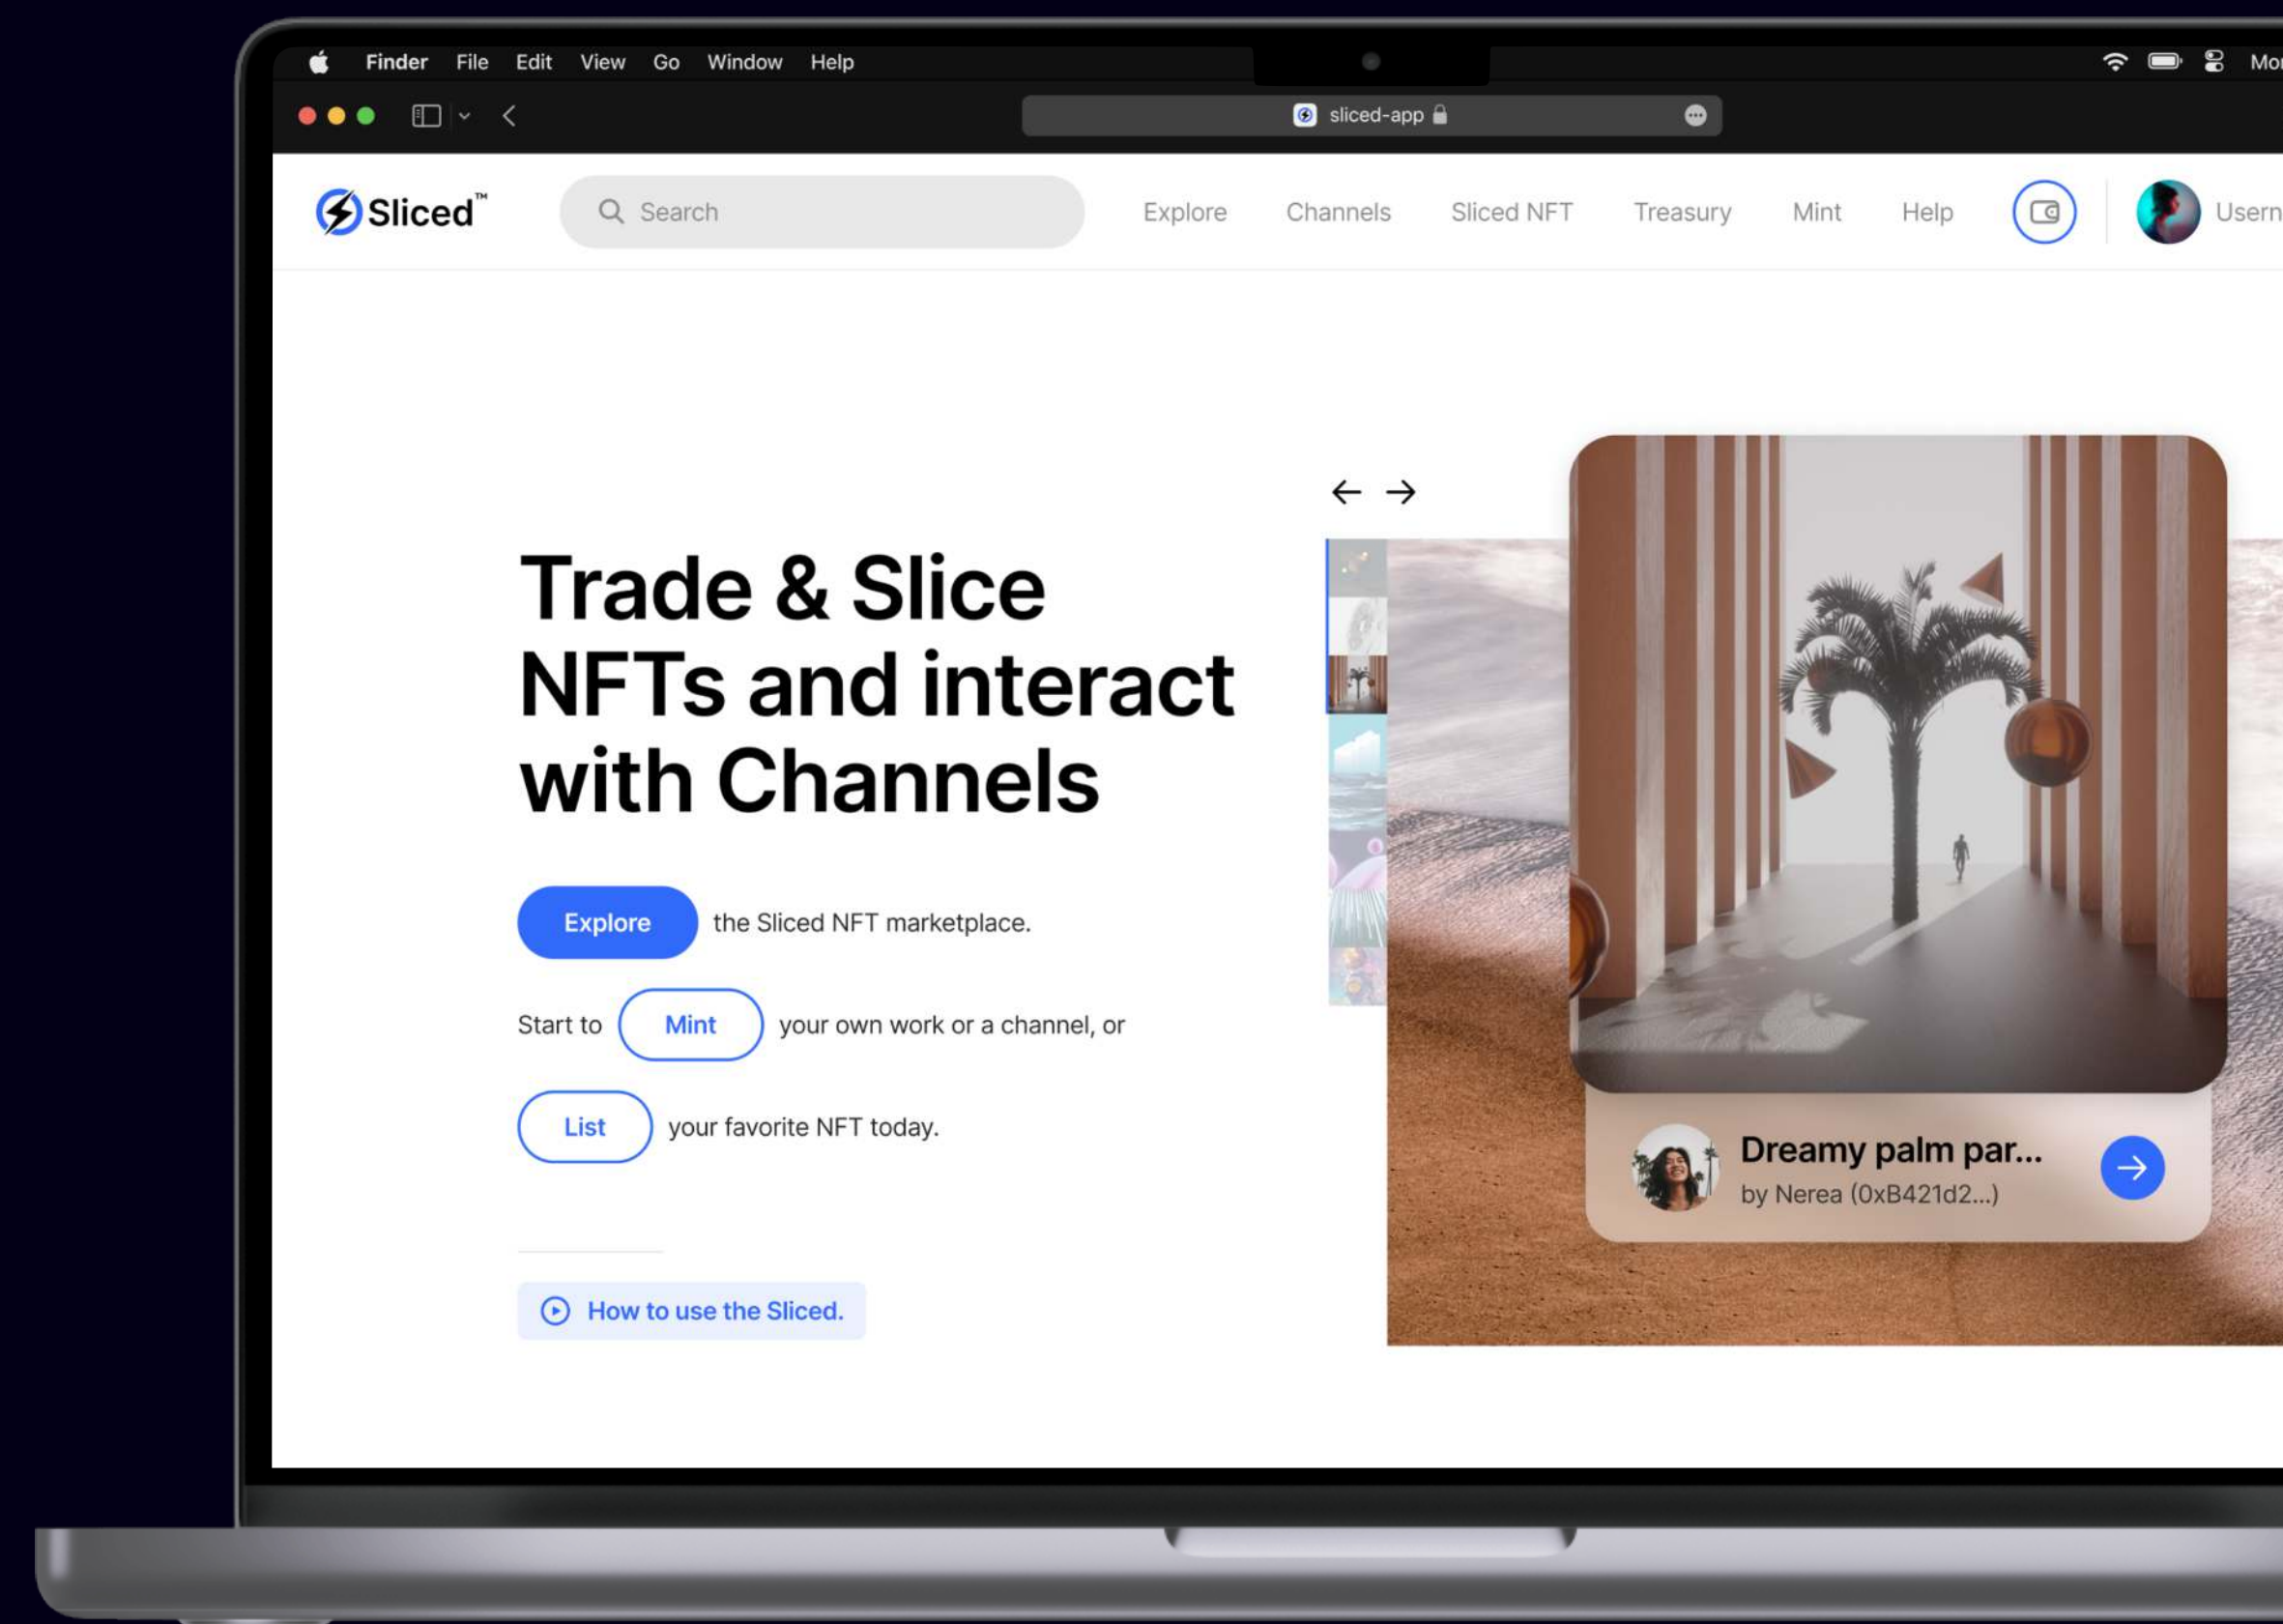 Finder File Edit View Go Window Help
sliced-app
Sliced™
Search
Explore Channels Sliced NFT Treasury Mint Help
Trade & Slice
NFTs and interact
with Channels
Explore the Sliced NFT marketplace.
Start to Mint your own work or a channel, or
List your favorite NFT today.
How to use the Sliced.
Dreamy palm par...
by Nerea (0xB421d2...)